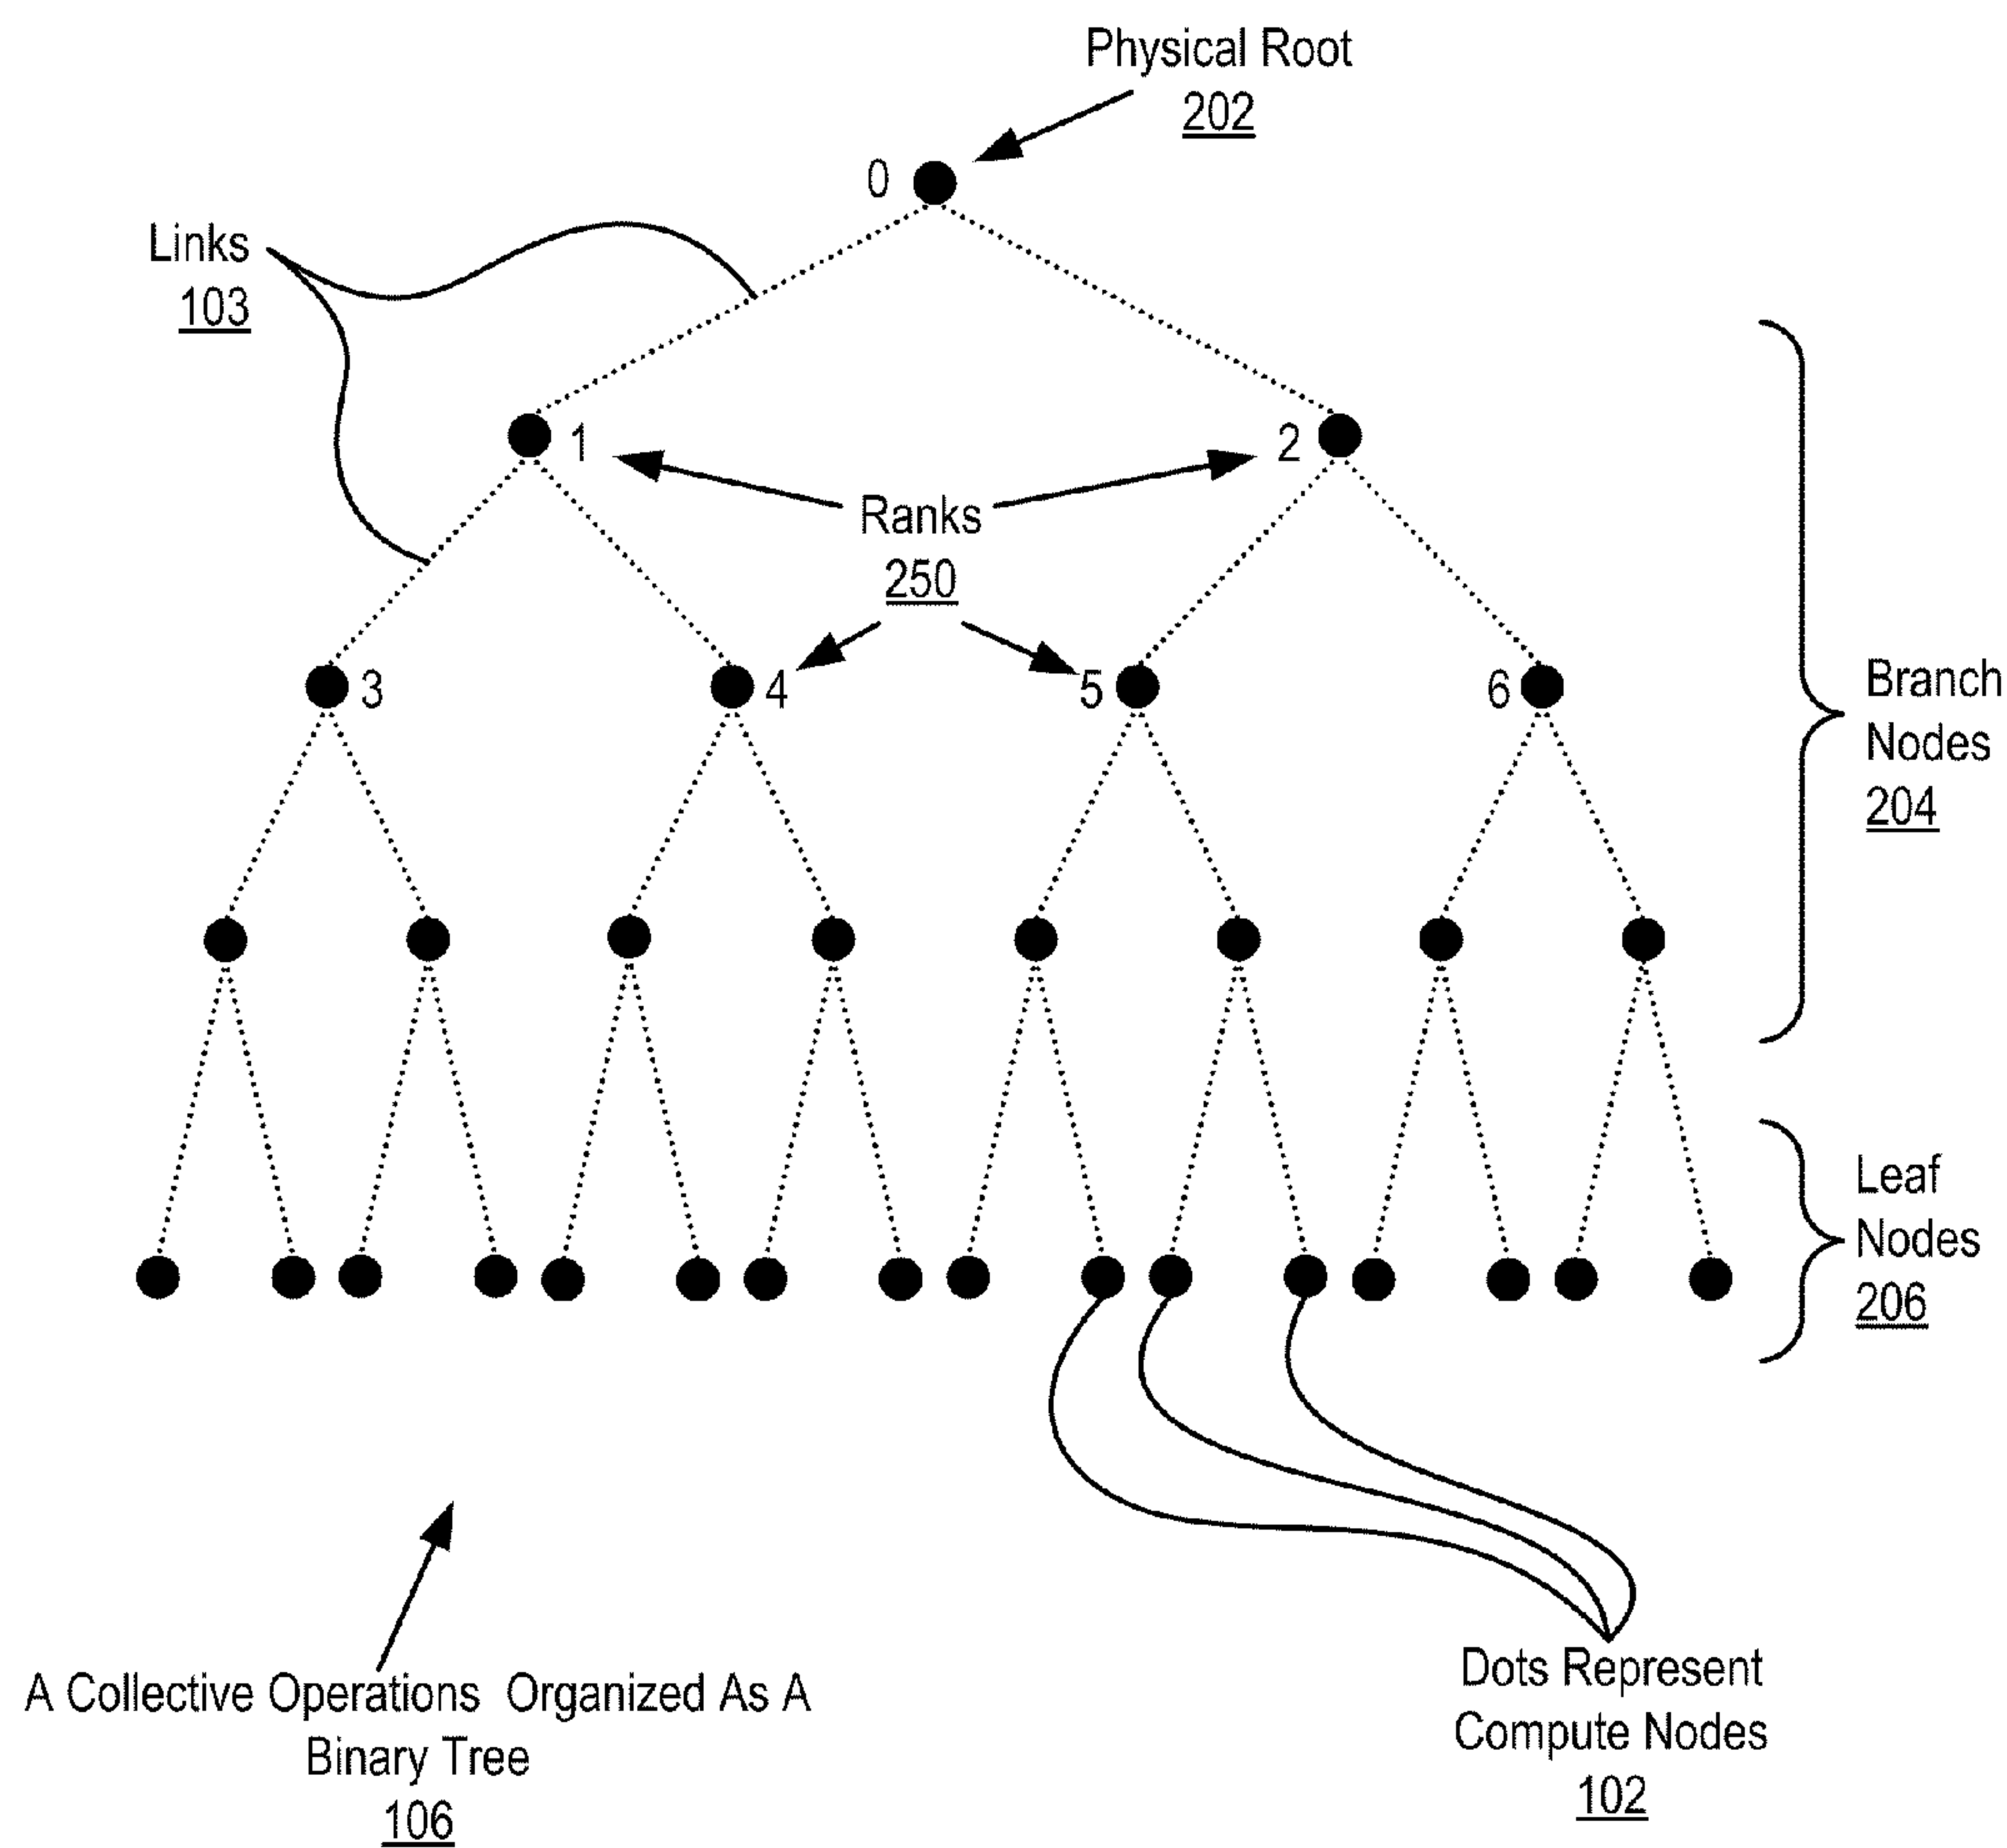 Physical Root
202
0
Links
103
1
2
Ranks
250
3
4
5
6
Branch
Nodes
204
Leaf
Nodes
206
A Collective Operations Organized As A
Binary Tree
106
Dots Represent
Compute Nodes
102